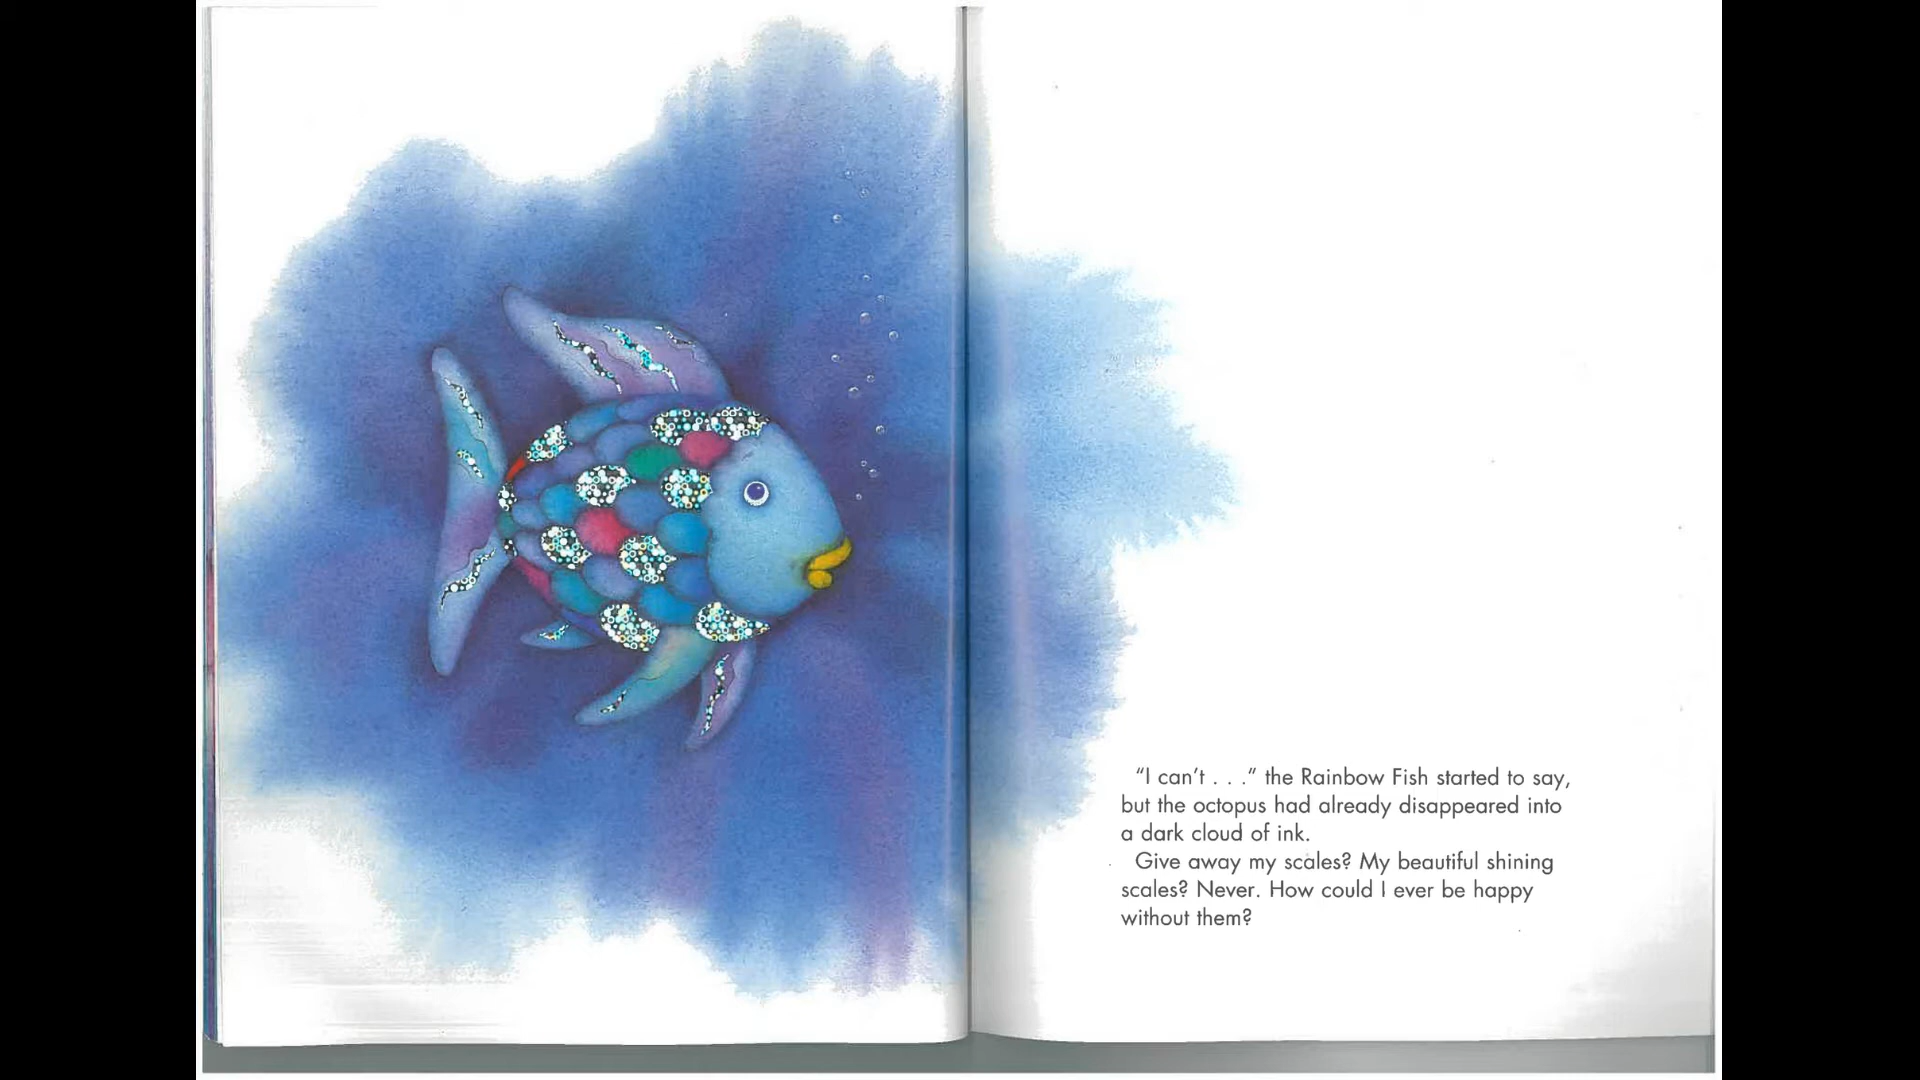 “I can’t . . .” the Rainbow Fish started to say,
but the octopus had already disappeared into
a dark cloud of ink.
Give away my scales? My beautiful shining
scales? Never. How could I ever be happy
without them?